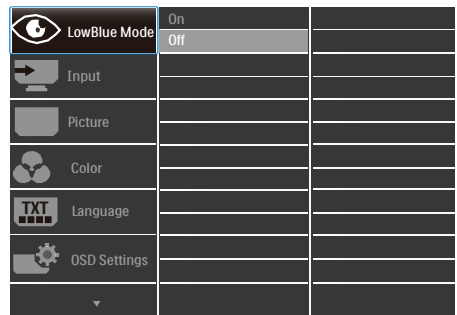 LowBlue Mode
On
Off
Input
Picture
Color
TXT
Language
OSD Settings